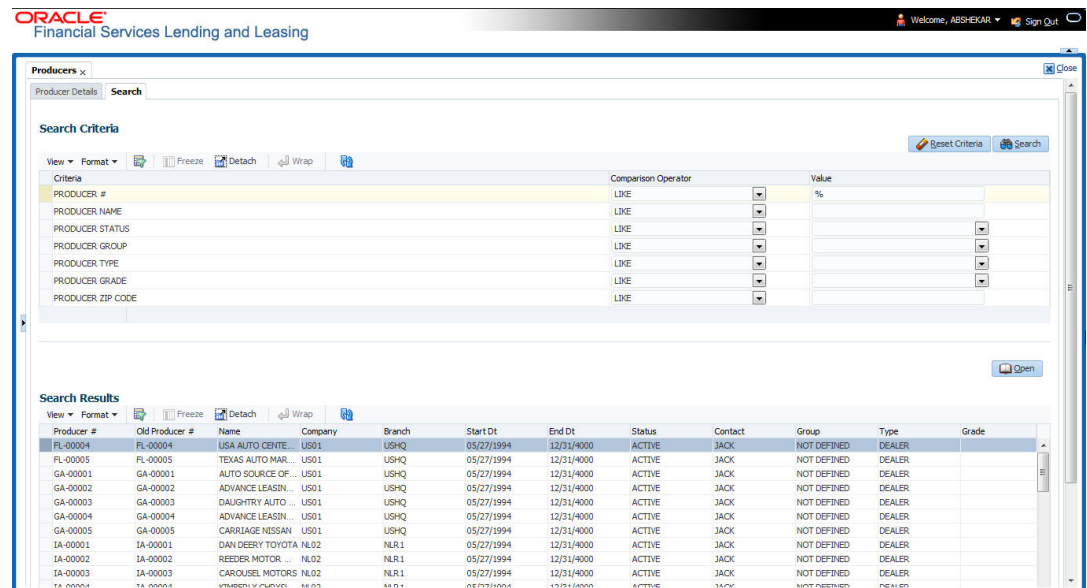 ORACLE
Financial Services Lending and Leasing
Welcome, ABSHEKAR Sign Out
Close
Producers x
Producer Details Search
Search Criteria
Reset Criteria Search
View Format Freeze Detach Wrap
Criteria Comparison Operator Value
PRODUCER # LIKE %
PRODUCER NAME LIKE
PRODUCER STATUS LIKE
PRODUCER GROUP LIKE
PRODUCER TYPE LIKE
PRODUCER GRADE LIKE
PRODUCER ZIP CODE LIKE
Open
Search Results
View Format Freeze Detach Wrap
Producer # Old Producer # Name Company Branch Start Dt End Dt Status Contact Group Type Grade
FL-00004 FL-00004 USA AUTO CENTE... US01 USHQ 05/27/1994 12/31/4000 ACTIVE JACK NOT DEFINED DEALER
FL-00005 FL-00005 TEXAS AUTO MAR... US01 USHQ 05/27/1994 12/31/4000 ACTIVE JACK NOT DEFINED DEALER
GA-00001 GA-00001 AUTO SOURCE OF... US01 USHQ 05/27/1994 12/31/4000 ACTIVE JACK NOT DEFINED DEALER
GA-00002 GA-00002 ADVANCE LEASIN... US01 USHQ 05/27/1994 12/31/4000 ACTIVE JACK NOT DEFINED DEALER
GA-00003 GA-00003 DAUGHTRY AUTO ... US01 USHQ 05/27/1994 12/31/4000 ACTIVE JACK NOT DEFINED DEALER
GA-00004 GA-00004 ADVANCE LEASIN... US01 USHQ 05/27/1994 12/31/4000 ACTIVE JACK NOT DEFINED DEALER
GA-00005 GA-00005 CARRIAGE NISSAN US01 USHQ 05/27/1994 12/31/4000 ACTIVE JACK NOT DEFINED DEALER
IA-00001 IA-00001 DAN DEERY TOYOTA NL02 NLR1 05/27/1994 12/31/4000 ACTIVE JACK NOT DEFINED DEALER
IA-00002 IA-00002 REEDER MOTOR ... NL02 NLR1 05/27/1994 12/31/4000 ACTIVE JACK NOT DEFINED DEALER
IA-00003 IA-00003 CAROUSEL MOTORS NL02 NLR1 05/27/1994 12/31/4000 ACTIVE JACK NOT DEFINED DEALER